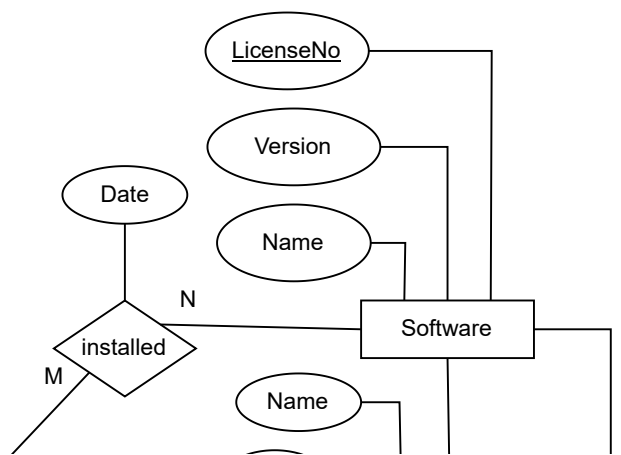 LicenseNo
Version
Date
Name
N
Software
installed
M
Name